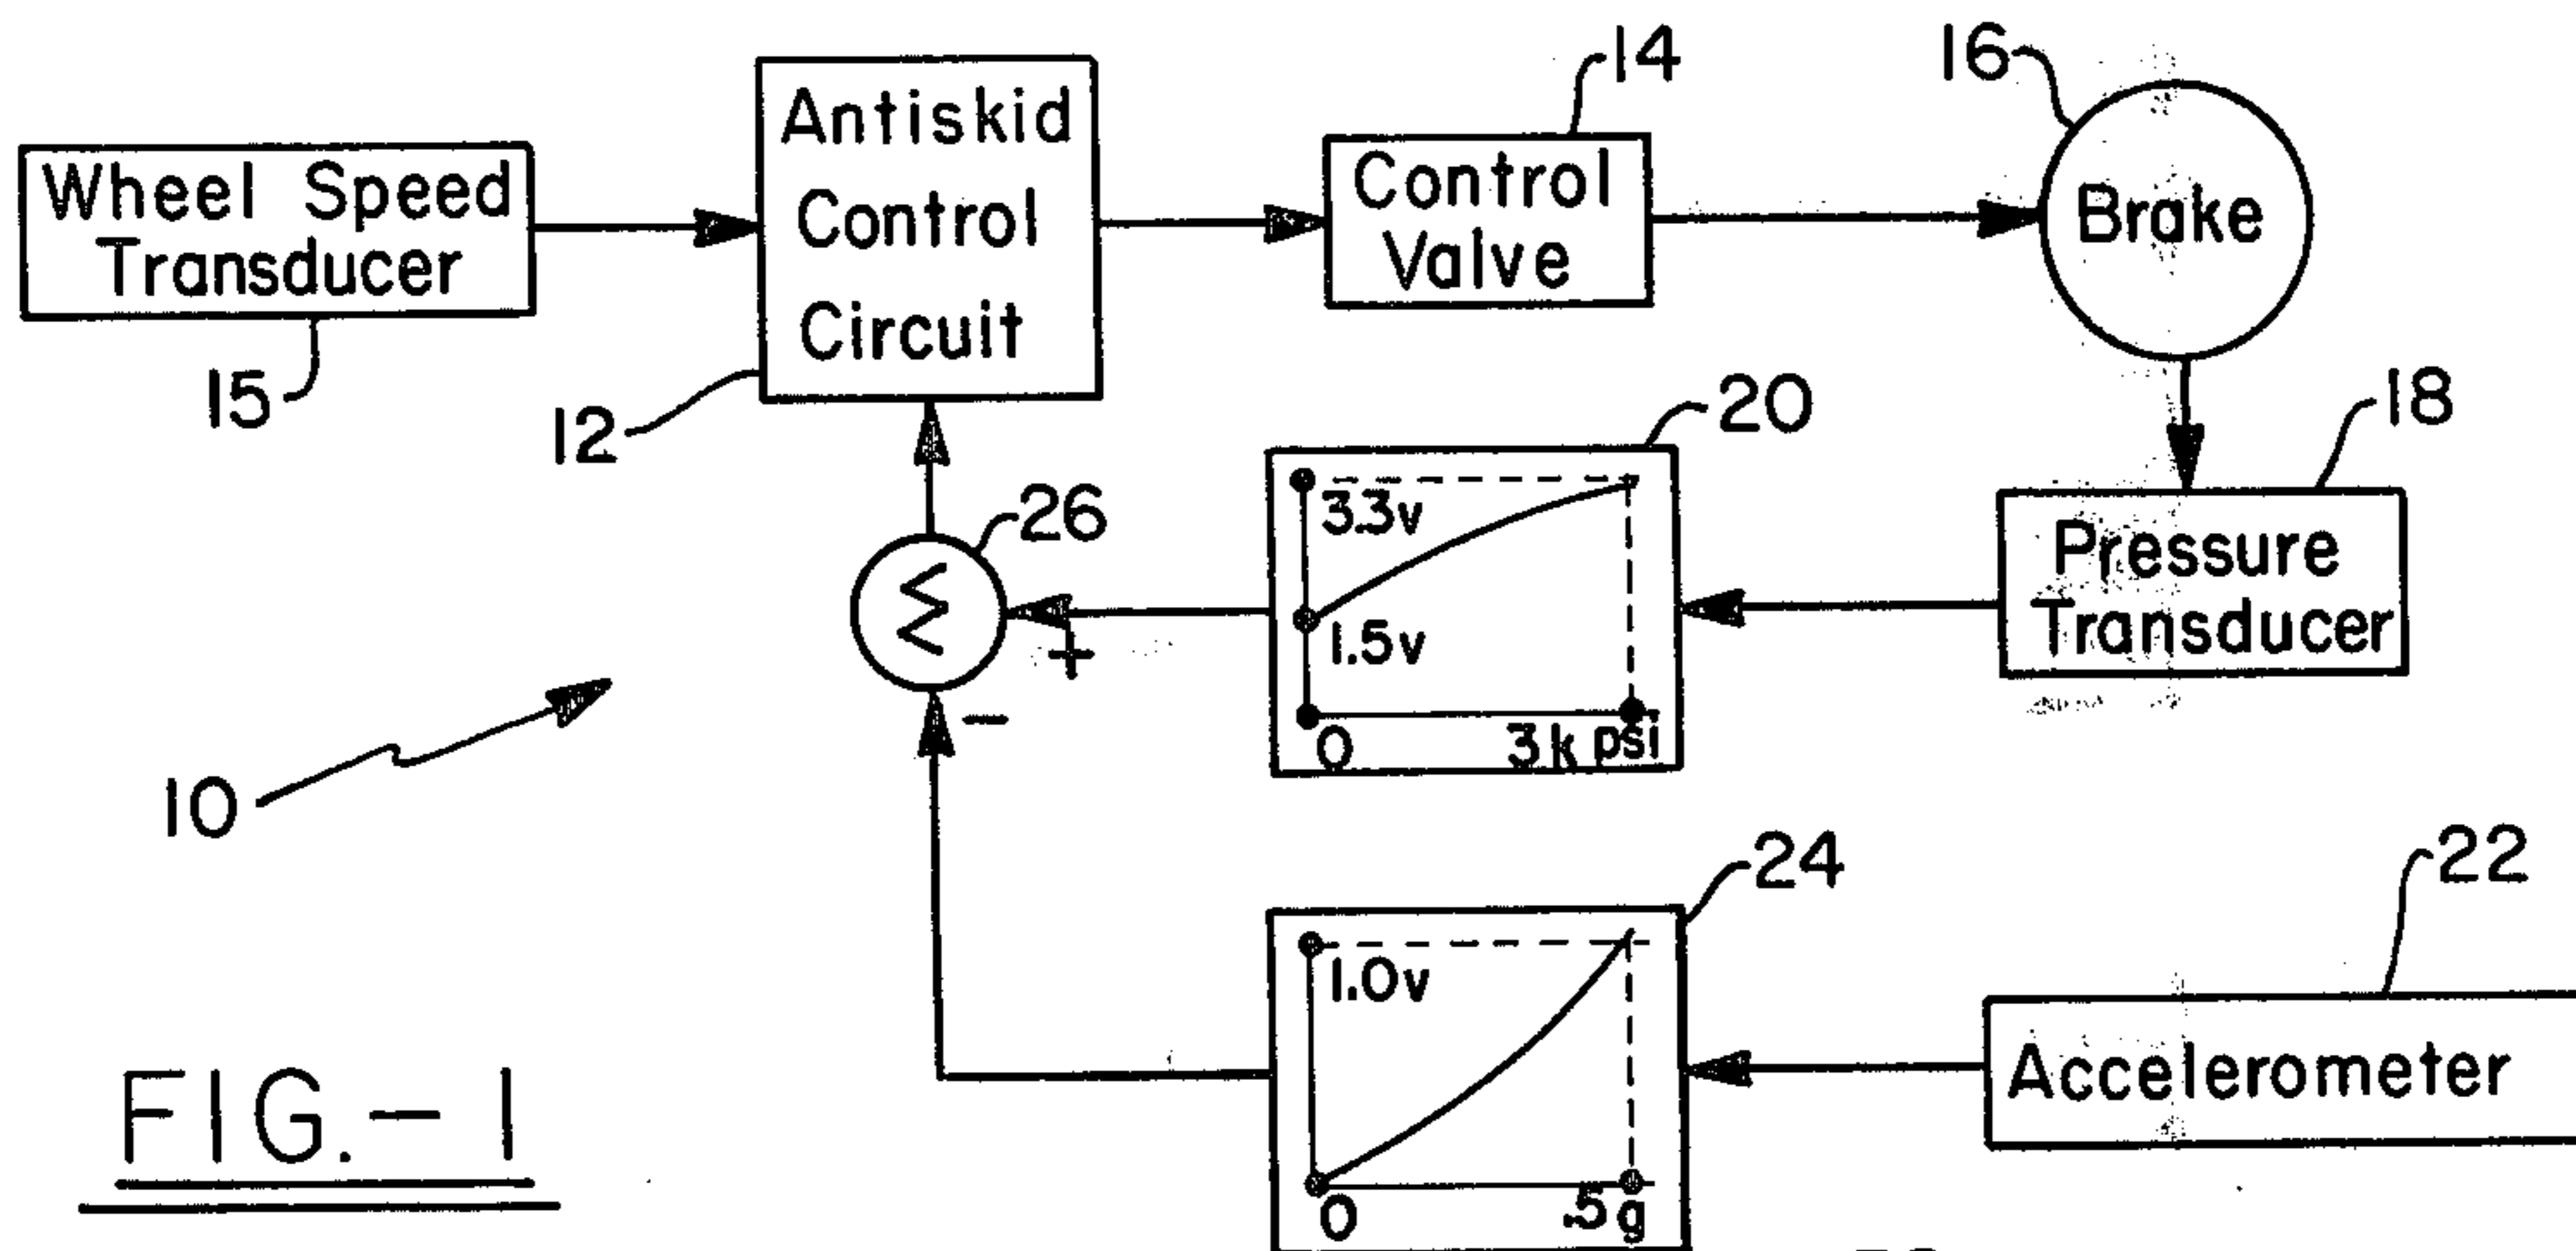 Wheel Speed
Transducer
15
Antiskid
Control
Circuit
12
Control
Valve
14
Brake
16
Pressure
Transducer
18
3.3v
1.5v
0
3k psi
20
Σ
26
+
-
10
Accelerometer
22
1.0v
0
.5g
24
FIG.-1